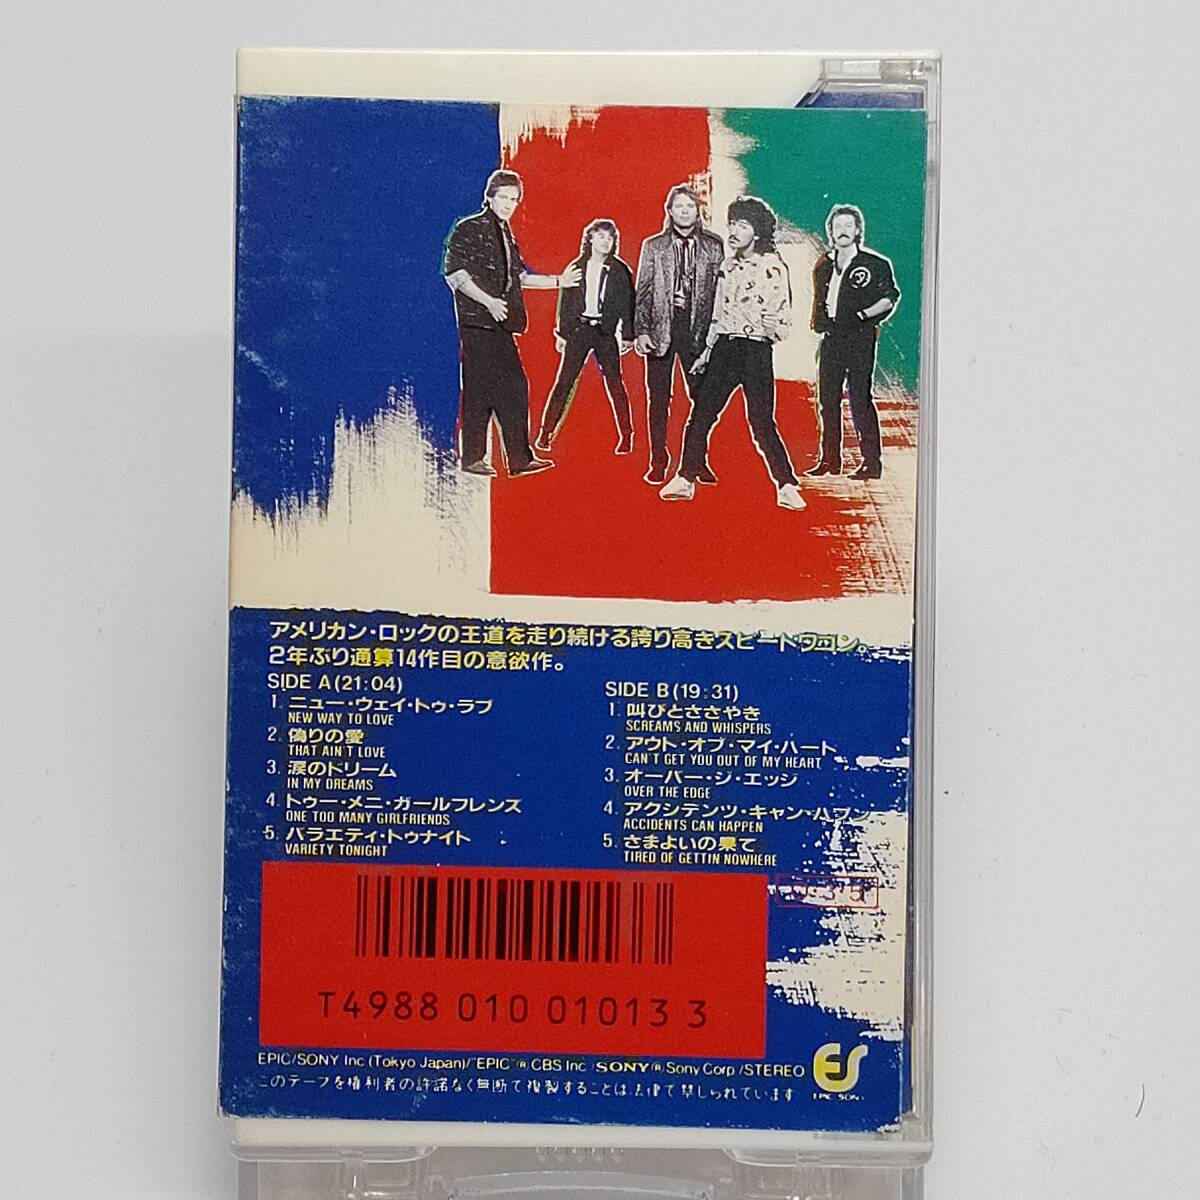 アメリカン・ロックの王道を走り続ける誇り高きスピードワゴン。
2年ぶり通算14作目の意欲作。
SIDE A (21:04)
1. ニュー・ウェイ・トゥ・ラブ
NEW WAY TO LOVE
2. 偽りの愛
THAT AIN'T LOVE
3. 涙のドリーム
IN MY DREAMS
4. トゥー・メニ・ガールフレンズ
ONE TOO MANY GIRLFRIENDS
5. バラエティ・トゥナイト
VARIETY TONIGHT
SIDE B (19:31)
1. 叫びとささやき
SCREAMS AND WHISPERS
2. アウト・オブ・マイ・ハート
CAN'T GET YOU OUT OF MY HEART
3. オーバー・ジ・エッジ
OVER THE EDGE
4. アクシデンツ・キャン・ハプン
ACCIDENTS CAN HAPPEN
5. さまよいの果て
TIRED OF GETTIN NOWHERE
T4988 010 01013 3
EPIC/SONY Inc (Tokyo Japan)/"EPIC" ® CBS Inc SONY ® Sony Corp /STEREO
このテープを権利者の許諾なく無断で複製することは法律で禁じられています
ES
EPIC SONY